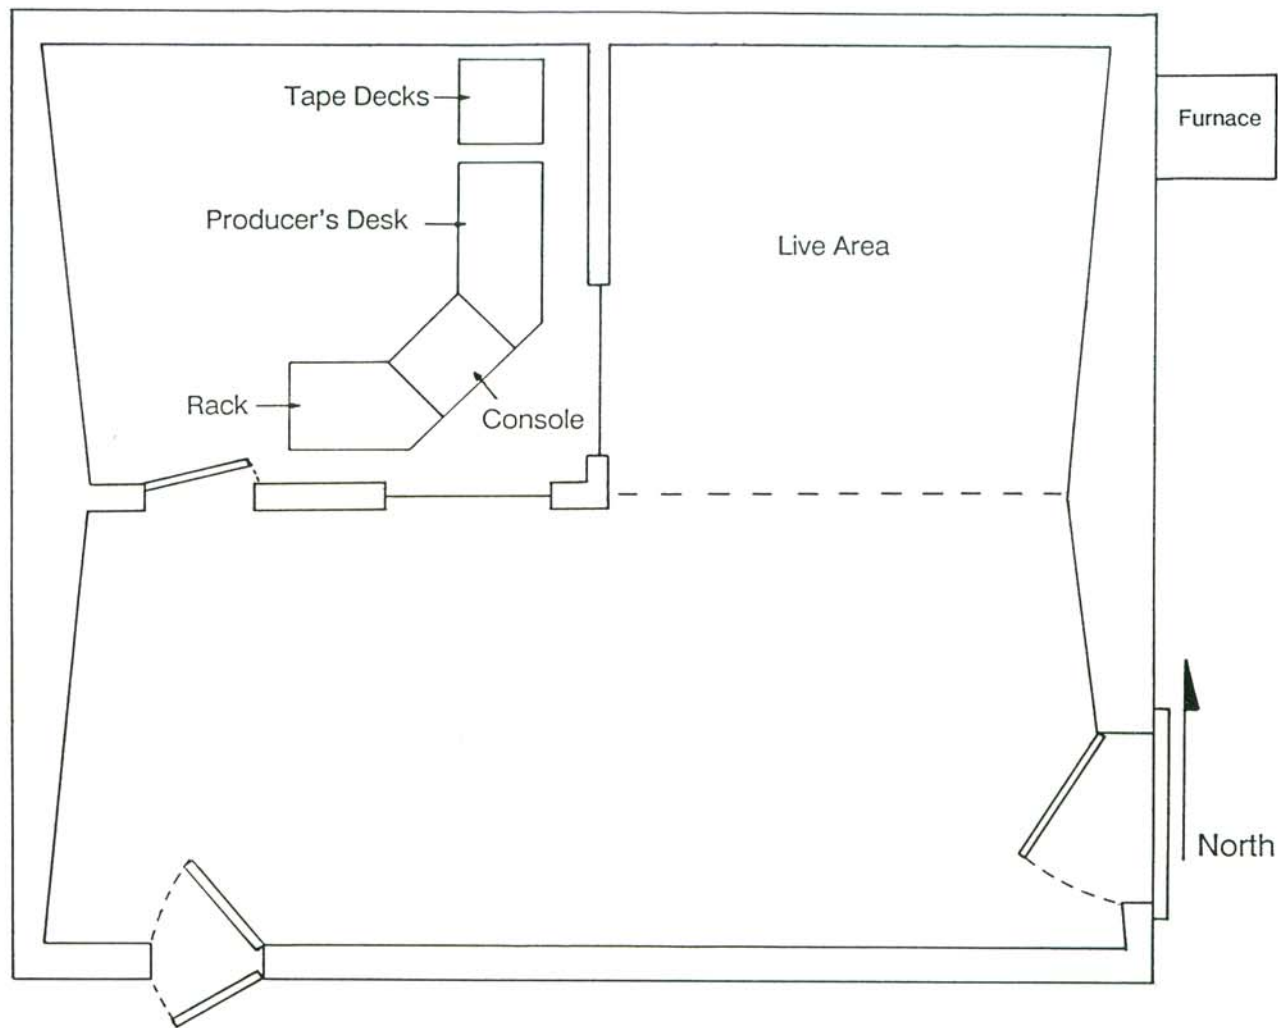 Tape Decks
Furnace
Producer's Desk
Live Area
Rack
Console
North